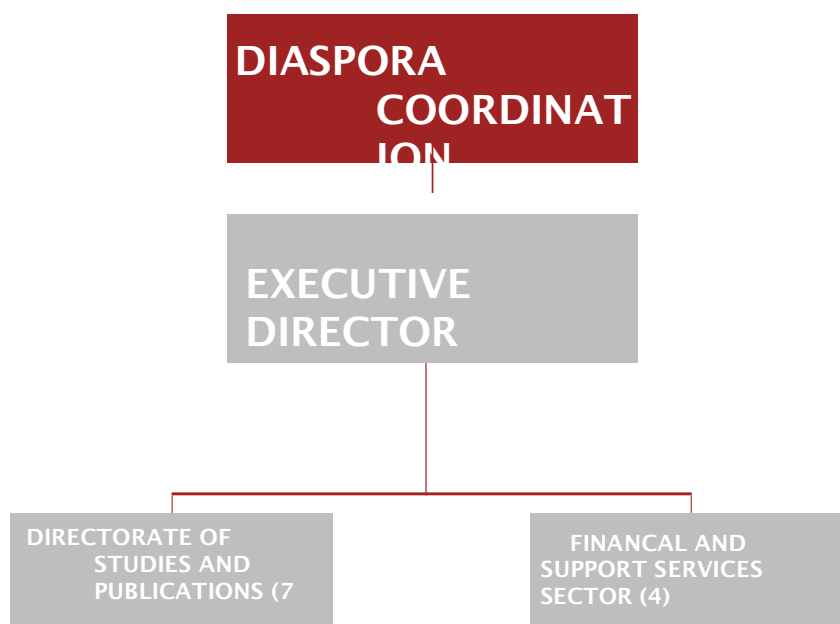 DIASPORA
COORDINAT
ION
EXECUTIVE
DIRECTOR
DIRECTORATE OF
STUDIES AND
PUBLICATIONS (7
FINANCAL AND
SUPPORT SERVICES
SECTOR (4)